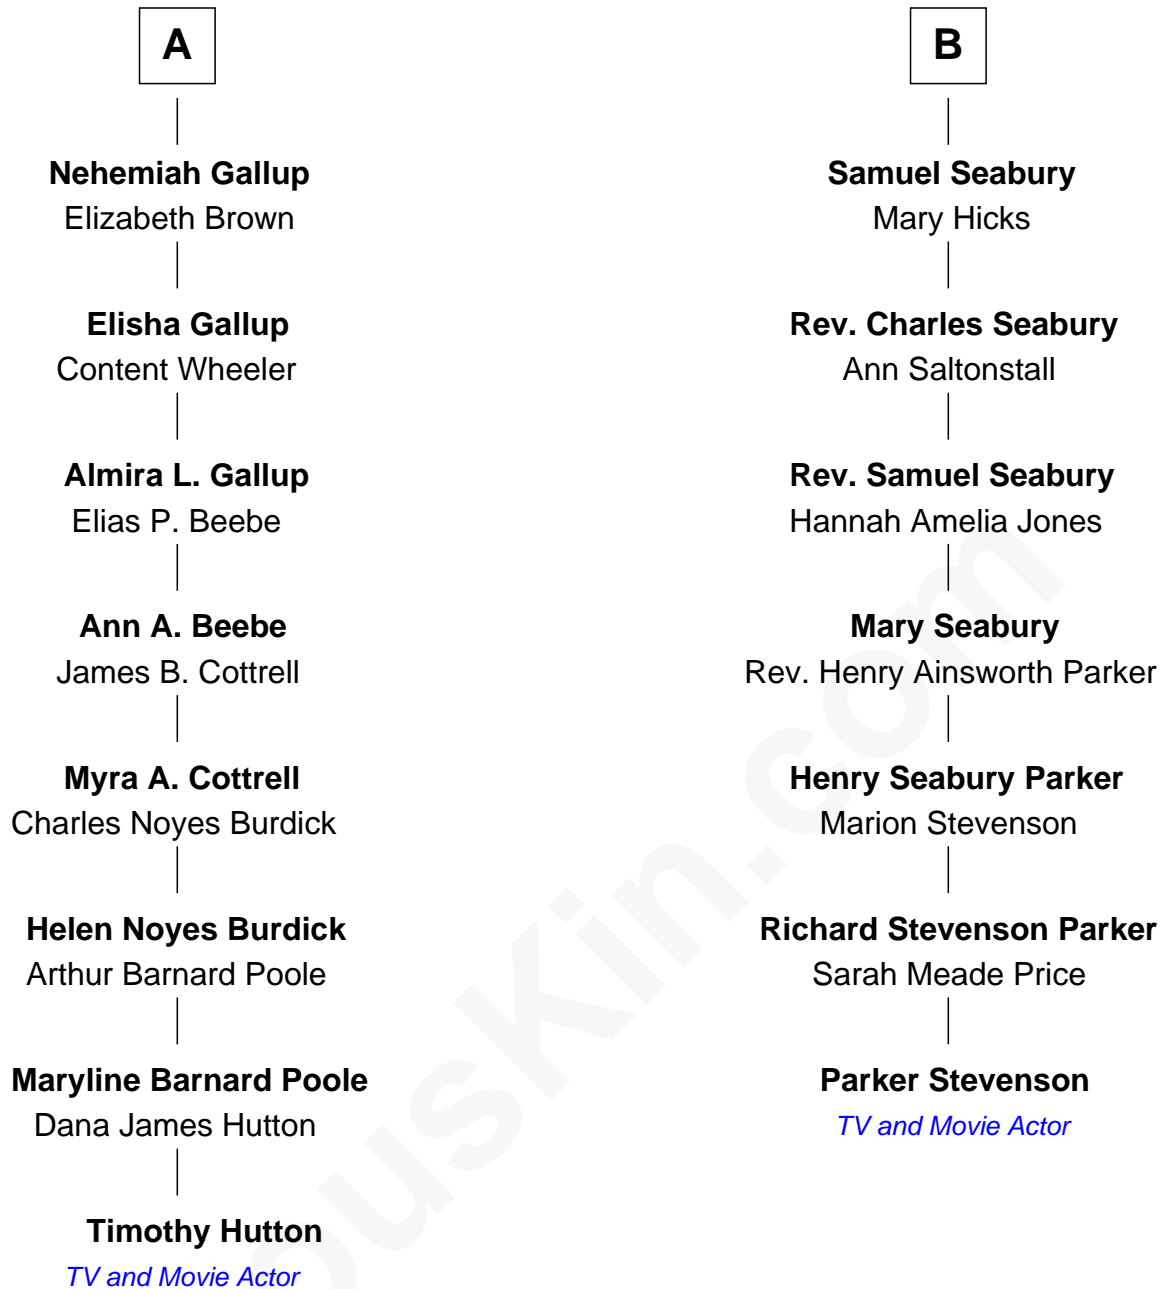 A
Nehemiah Gallup
Elizabeth Brown
Elisha Gallup
Content Wheeler
Almira L. Gallup
Elias P. Beebe
Ann A. Beebe
James B. Cottrell
Myra A. Cottrell
Charles Noyes Burdick
Helen Noyes Burdick
Arthur Barnard Poole
Maryline Barnard Poole
Dana James Hutton
Timothy Hutton
TV and Movie Actor
B
Samuel Seabury
Mary Hicks
Rev. Charles Seabury
Ann Saltonstall
Rev. Samuel Seabury
Hannah Amelia Jones
Mary Seabury
Rev. Henry Ainsworth Parker
Henry Seabury Parker
Marion Stevenson
Richard Stevenson Parker
Sarah Meade Price
Parker Stevenson
TV and Movie Actor
ousKin.com